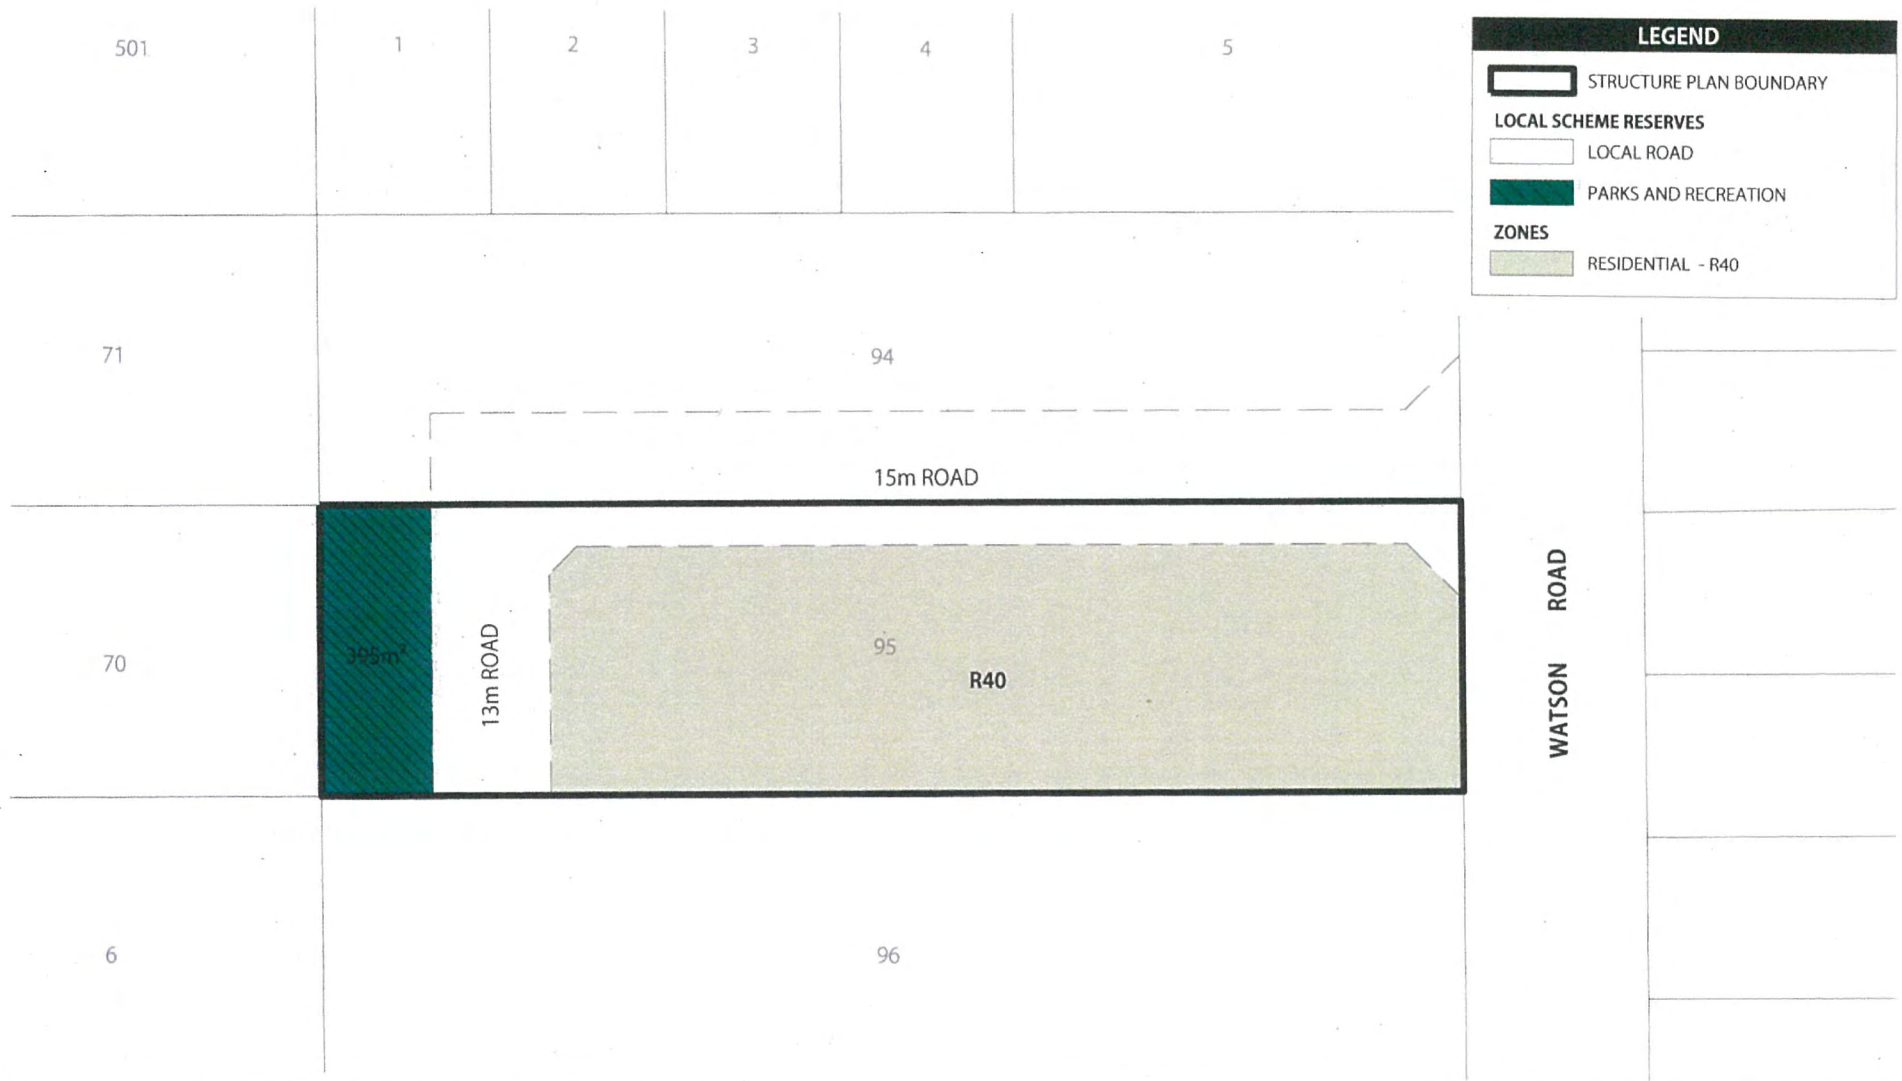 501
1
2
3
4
5
LEGEND
STRUCTURE PLAN BOUNDARY
LOCAL SCHEME RESERVES
LOCAL ROAD
PARKS AND RECREATION
ZONES
RESIDENTIAL - R40
71
94
15m ROAD
70
395m²
13m ROAD
95
R40
WATSON ROAD
6
96